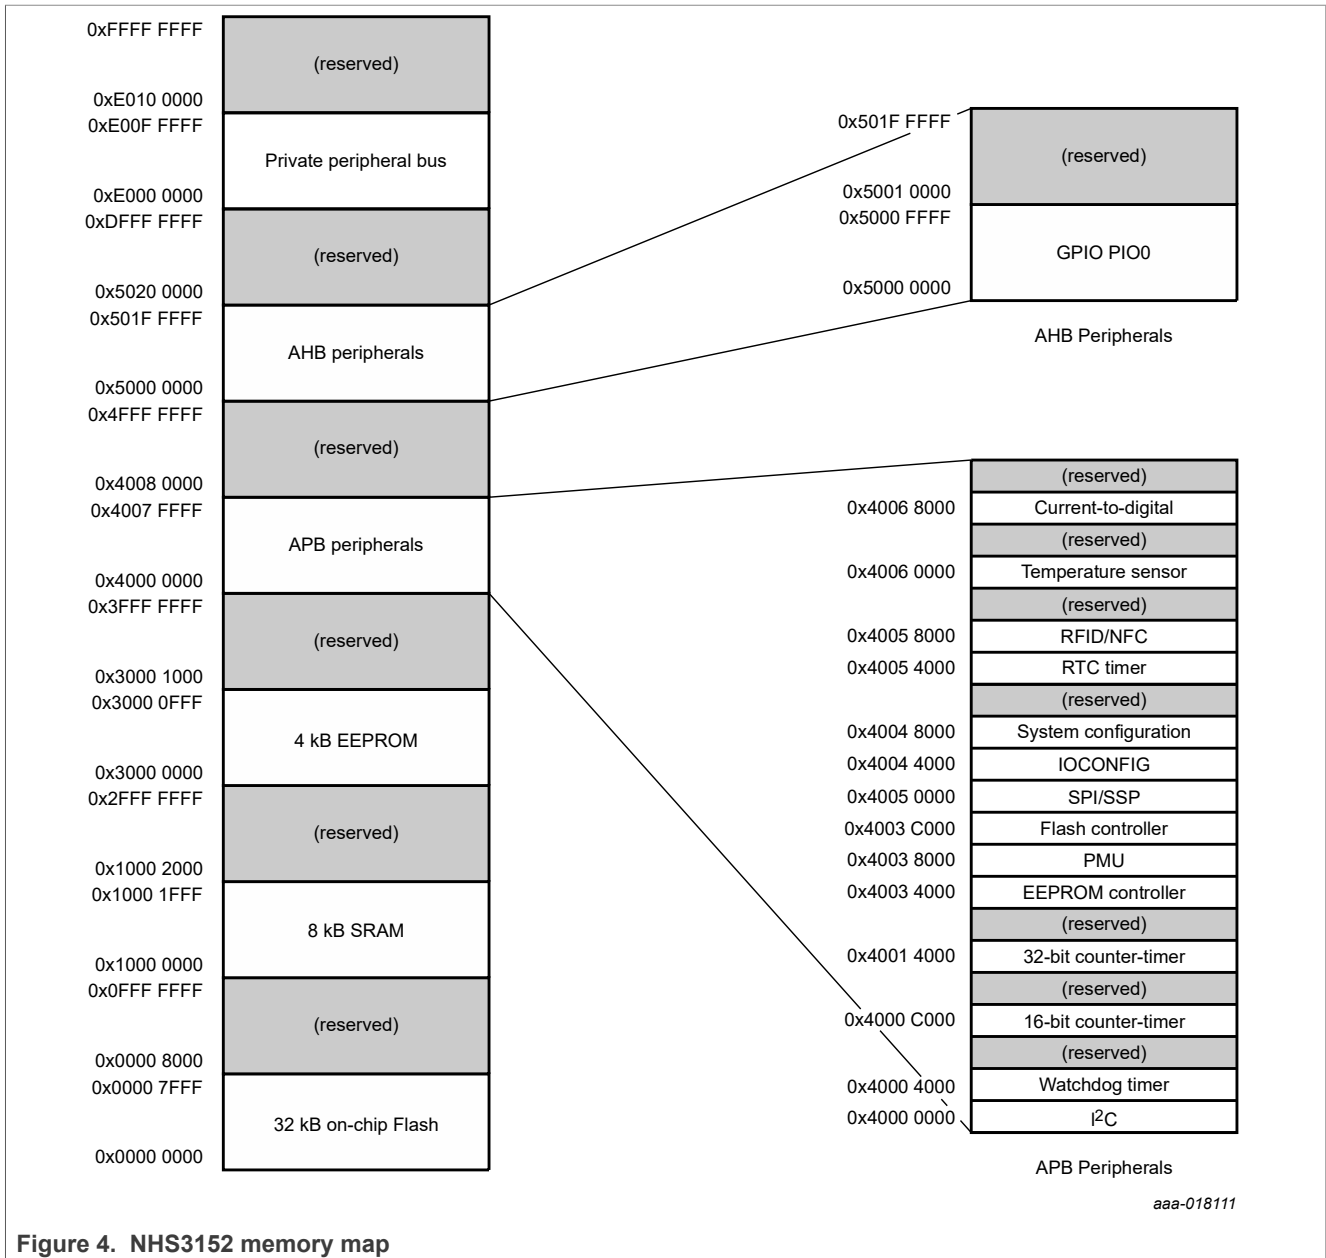 0xFFFF FFFF
(reserved)
0xE010 0000
0xE00F FFFF
Private peripheral bus
0xE000 0000
0xDFFF FFFF
(reserved)
0x5020 0000
0x501F FFFF
AHB peripherals
0x5000 0000
0x4FFF FFFF
(reserved)
0x4008 0000
0x4007 FFFF
APB peripherals
0x4000 0000
0x3FFF FFFF
(reserved)
0x3000 1000
0x3000 0FFF
4 kB EEPROM
0x3000 0000
0x2FFF FFFF
(reserved)
0x1000 2000
0x1000 1FFF
8 kB SRAM
0x1000 0000
0x0FFF FFFF
(reserved)
0x0000 8000
0x0000 7FFF
32 kB on-chip Flash
0x0000 0000
0x501F FFFF
(reserved)
0x5001 0000
0x5000 FFFF
GPIO PIO0
0x5000 0000
AHB Peripherals
(reserved)
0x4006 8000 Current-to-digital
(reserved)
0x4006 0000 Temperature sensor
(reserved)
0x4005 8000 RFID/NFC
0x4005 4000 RTC timer
(reserved)
0x4004 8000 System configuration
0x4004 4000 IOCONFIG
0x4005 0000 SPI/SSP
0x4003 C000 Flash controller
0x4003 8000 PMU
0x4003 4000 EEPROM controller
(reserved)
0x4001 4000 32-bit counter-timer
(reserved)
0x4000 C000 16-bit counter-timer
(reserved)
0x4000 4000 Watchdog timer
0x4000 0000 I2C
APB Peripherals
aaa-018111
Figure 4. NHS3152 memory map